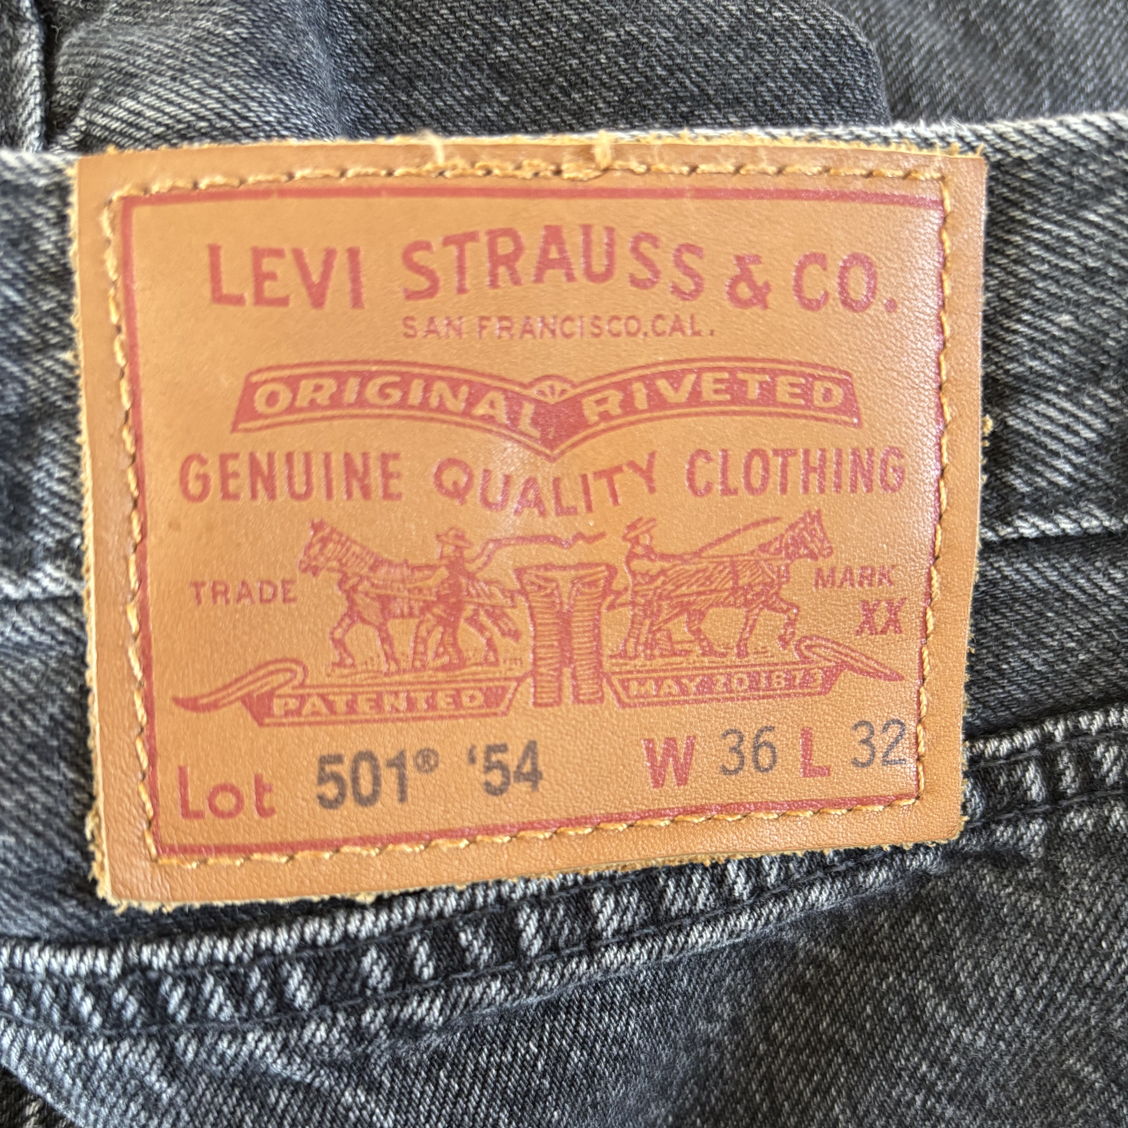 LEVI STRAUSS & CO.
SAN FRANCISCO, CAL.
ORIGINAL RIVETED
GENUINE QUALITY CLOTHING
TRADE MARK
XX
PATENTED MAY 20 1873
Lot 501® '54 W 36 L 32